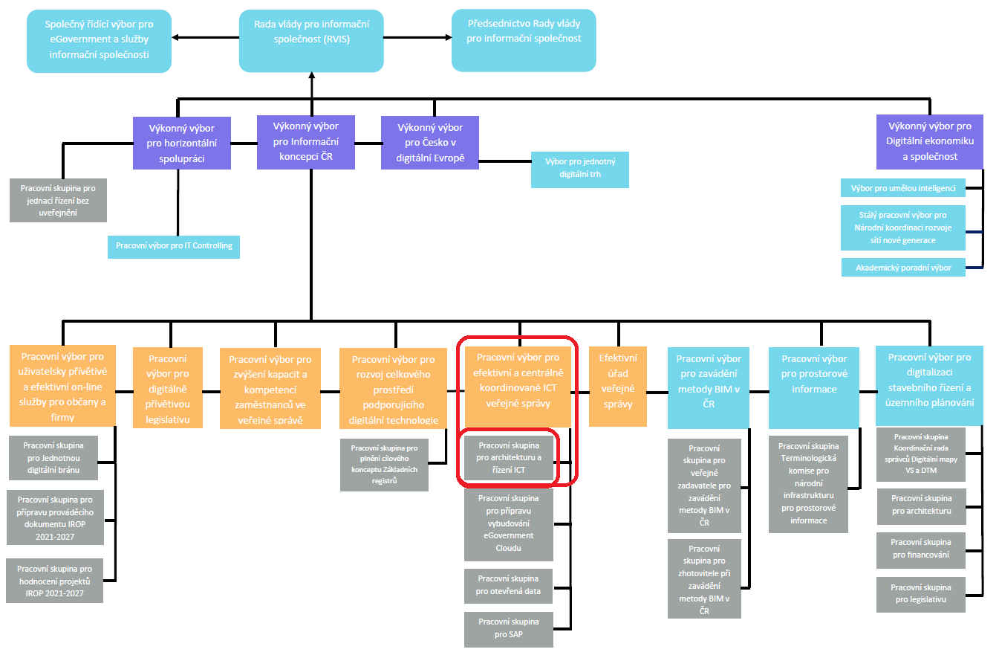 Společný řídící výbor pro
eGovernment a služby
informační společnosti
Rada vlády pro informační
společnost (RVIS)
Předsednictvo Rady vlády
pro informační společnost
Výkonný výbor
pro horizontální
spolupráci
Výkonný výbor
pro Informační
koncepci ČR
Výkonný výbor
pro Česko v
digitální Evropě
Výkonný výbor pro
Digitální ekonomiku
a společnost
Výbor pro jednotný
digitální trh
Pracovní skupina pro
jednací řízení bez
uveřejnění
Pracovní výbor pro IT Controlling
Výbor pro umělou inteligenci
Stálý pracovní výbor pro
Národní koordinaci rozvoje
sítí nové generace
Akademický poradní výbor
Pracovní výbor pro
uživatelsky přívětivé
a efektivní on-line
služby pro občany a
firmy
Pracovní
výbor pro
digitálně
přívětivou
legislativu
Pracovní výbor pro
zvýšení kapacit a
kompetencí
zaměstnanců ve
veřejné správě
Pracovní výbor pro
rozvoj celkového
prostředí
podporujícího
digitální technologie
Pracovní výbor pro
efektivní a centrálně
koordinované ICT
veřejné správy
Efektivní
úřad
veřejné
správy
Pracovní výbor
pro zavádění
metody BIM v
ČR
Pracovní výbor
pro prostorové
informace
Pracovní výbor pro
digitalizaci
stavebního řízení a
územního plánování
Pracovní skupina
pro Jednotnou
digitální bránu
Pracovní skupina pro
přípravu prováděcího
dokumentu IROP
2021-2027
Pracovní skupina pro
hodnocení projektů
IROP 2021-2027
Pracovní skupina pro
plnění cílového
konceptu Základních
registrů
Pracovní skupina
pro architekturu a
řízení ICT
Pracovní skupina
pro přípravu
vybudování
eGovernment
Cloudu
Pracovní skupina
pro otevřená data
Pracovní skupina
pro SAP
Pracovní
skupina pro
veřejné
zadavatele pro
zavádění
metody BIM v
ČR
Pracovní
skupina pro
zhotovitele při
zavádění
metody BIM v
ČR
Pracovní skupina
Terminologická
komise pro
národní
infrastrukturu
pro prostorové
informace
Pracovní skupina
Koordinační rada
správců Digitální mapy
VS a DTM
Pracovní skupina
pro architekturu
Pracovní skupina
pro financování
Pracovní skupina
pro legislativu